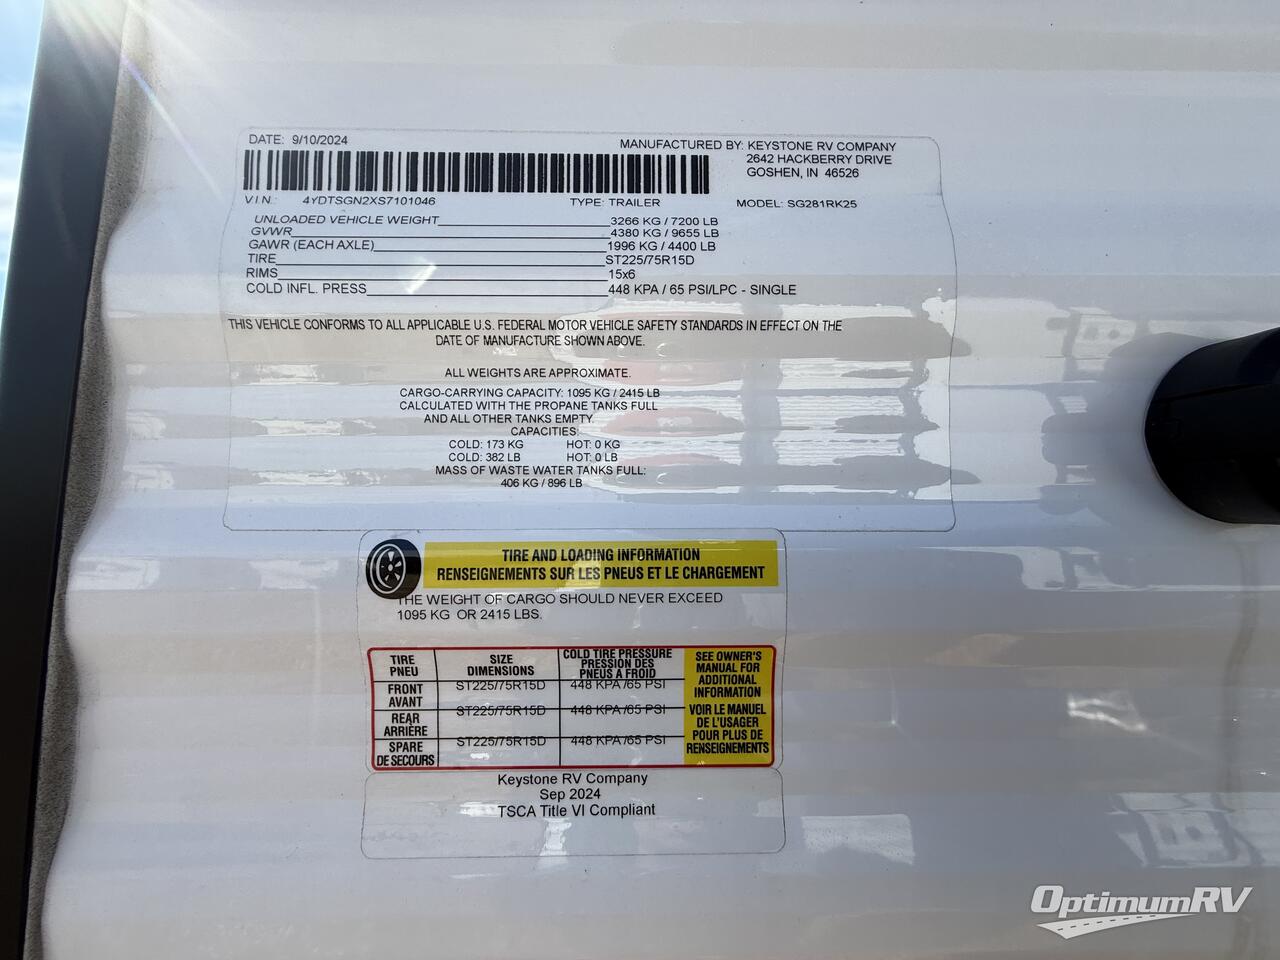 DATE: 9/10/2024
MANUFACTURED BY: KEYSTONE RV COMPANY
2642 HACKBERRY DRIVE
GOSHEN, IN 46526
V.I.N.: 4YDTSGN2XS7101046 TYPE: TRAILER MODEL: SG281RK25
UNLOADED VEHICLE WEIGHT 3266 KG / 7200 LB
GVWR 4380 KG / 9655 LB
GAWR (EACH AXLE) 1996 KG / 4400 LB
TIRE ST225/75R15D
RIMS 15x6
COLD INFL. PRESS 448 KPA / 65 PSI/LPC - SINGLE
THIS VEHICLE CONFORMS TO ALL APPLICABLE U.S. FEDERAL MOTOR VEHICLE SAFETY STANDARDS IN EFFECT ON THE
DATE OF MANUFACTURE SHOWN ABOVE.
ALL WEIGHTS ARE APPROXIMATE.
CARGO-CARRYING CAPACITY: 1095 KG / 2415 LB
CALCULATED WITH THE PROPANE TANKS FULL
AND ALL OTHER TANKS EMPTY.
CAPACITIES:
COLD: 173 KG HOT: 0 KG
COLD: 382 LB HOT: 0 LB
MASS OF WASTE WATER TANKS FULL:
406 KG / 896 LB
TIRE AND LOADING INFORMATION
RENSEIGNEMENTS SUR LES PNEUS ET LE CHARGEMENT
THE WEIGHT OF CARGO SHOULD NEVER EXCEED
1095 KG OR 2415 LBS.
TIRE
PNEU
SIZE
DIMENSIONS
COLD TIRE PRESSURE
PRESSION DES
PNEUS A FROID
FRONT
AVANT
ST225/75R15D 448 KPA /65 PSI
REAR
ARRIÈRE
ST225/75R15D 448 KPA /65 PSI
SPARE
DE SECOURS
ST225/75R15D 448 KPA /65 PSI
SEE OWNER'S
MANUAL FOR
ADDITIONAL
INFORMATION
VOIR LE MANUEL
DE L'USAGER
POUR PLUS DE
RENSEIGNEMENTS
Keystone RV Company
Sep 2024
TSCA Title VI Compliant
OptimumRV